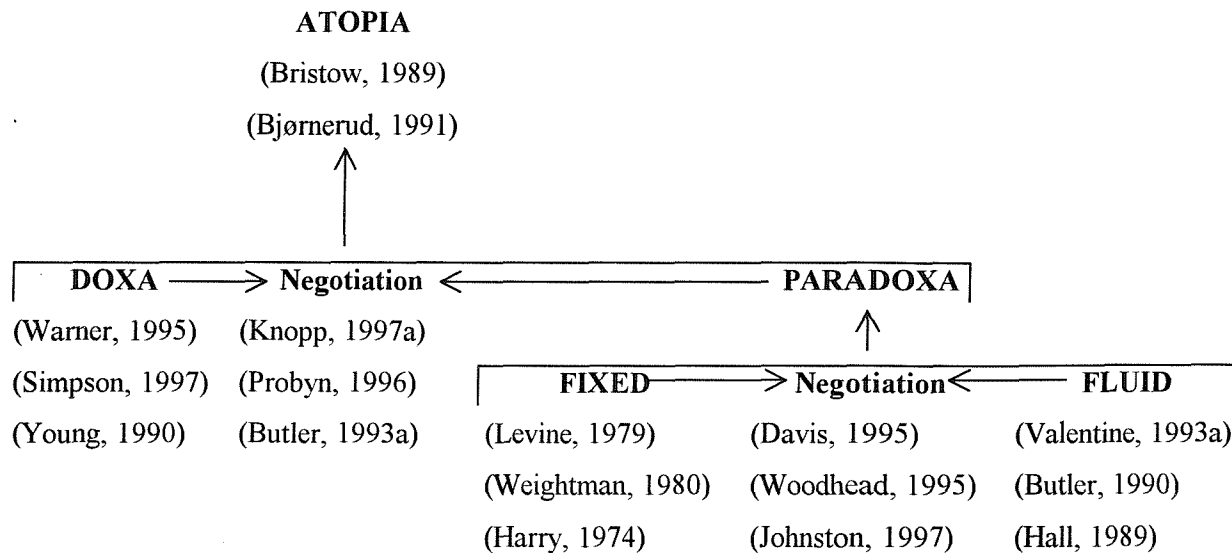 ATOPIA
(Bristow, 1989)
(Bjørnerud, 1991)
DOXA Negotiation PARADOXA
(Warner, 1995) (Knopp, 1997a)
(Simpson, 1997) (Probyn, 1996)
(Young, 1990) (Butler, 1993a)
FIXED Negotiation FLUID
(Levine, 1979) (Davis, 1995) (Valentine, 1993a)
(Weightman, 1980) (Woodhead, 1995) (Butler, 1990)
(Harry, 1974) (Johnston, 1997) (Hall, 1989)